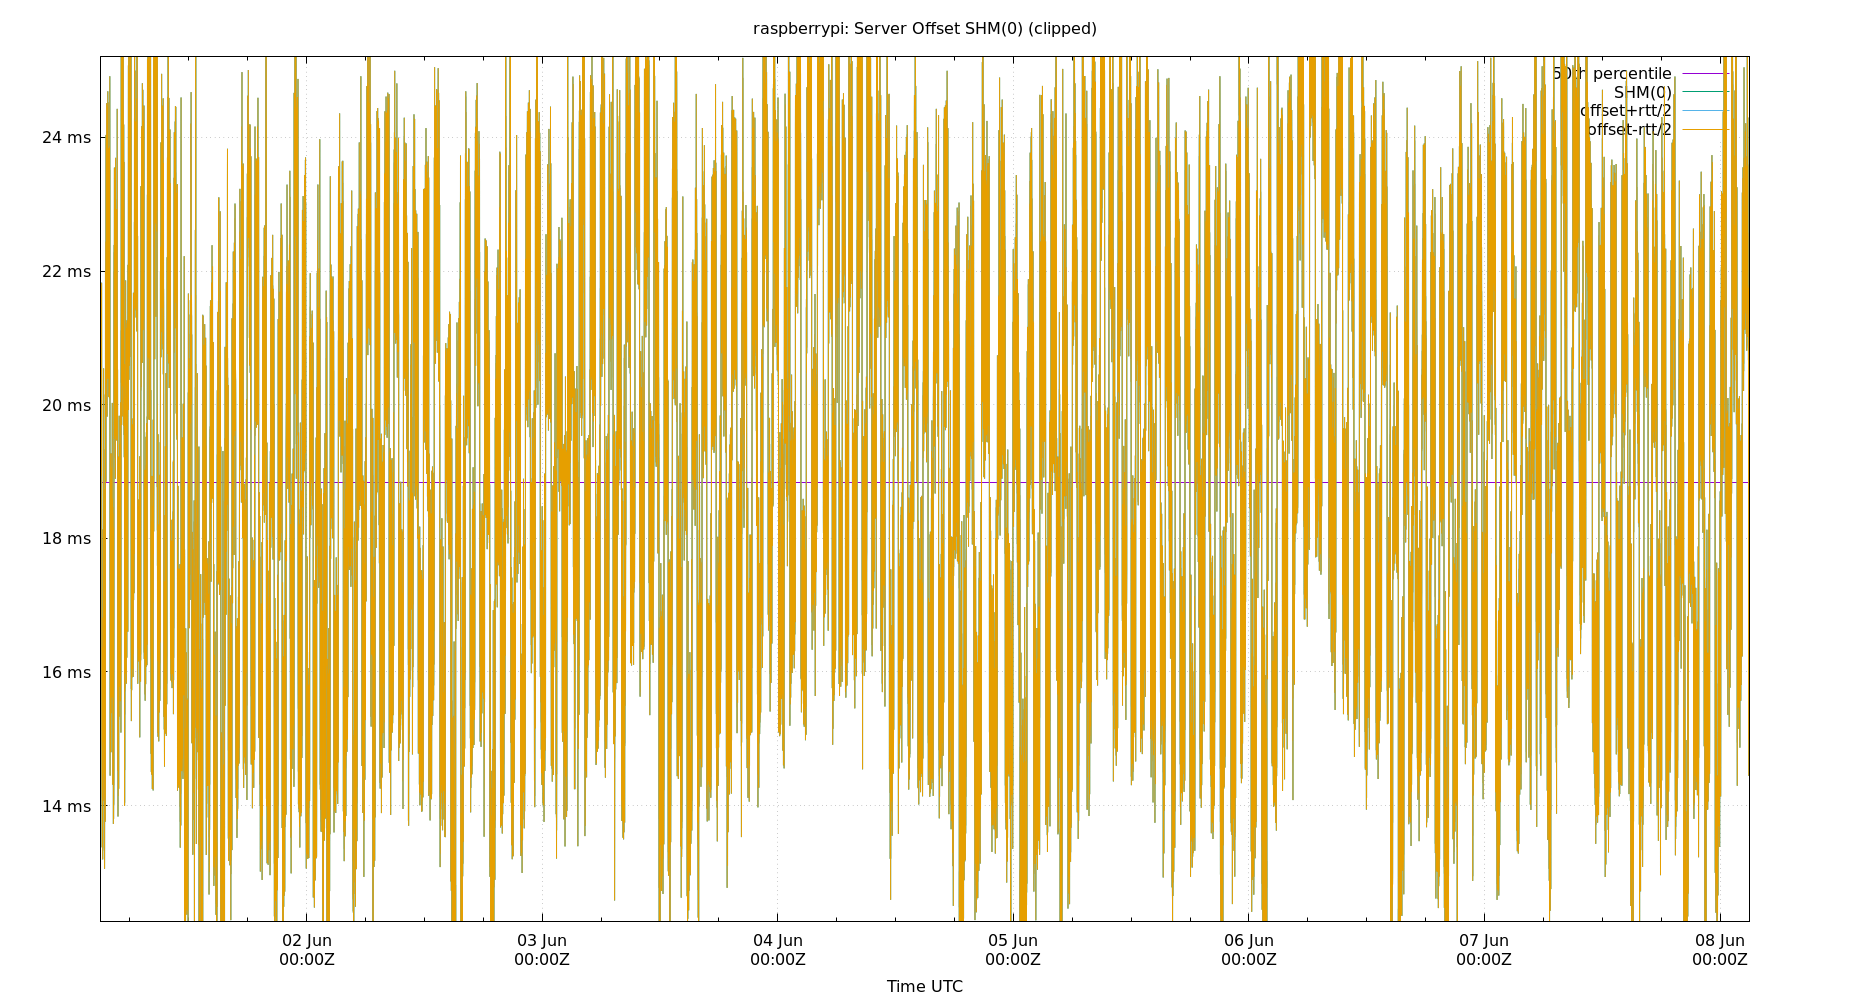 raspberrypi: Server Offset SHM(0) (clipped)
50th percentile
SHM(0)
offset+rtt/2
offset-rtt/2
24 ms
22 ms
20 ms
18 ms
16 ms
14 ms
02 Jun
00:00Z
03 Jun
00:00Z
04 Jun
00:00Z
05 Jun
00:00Z
06 Jun
00:00Z
07 Jun
00:00Z
08 Jun
00:00Z
Time UTC